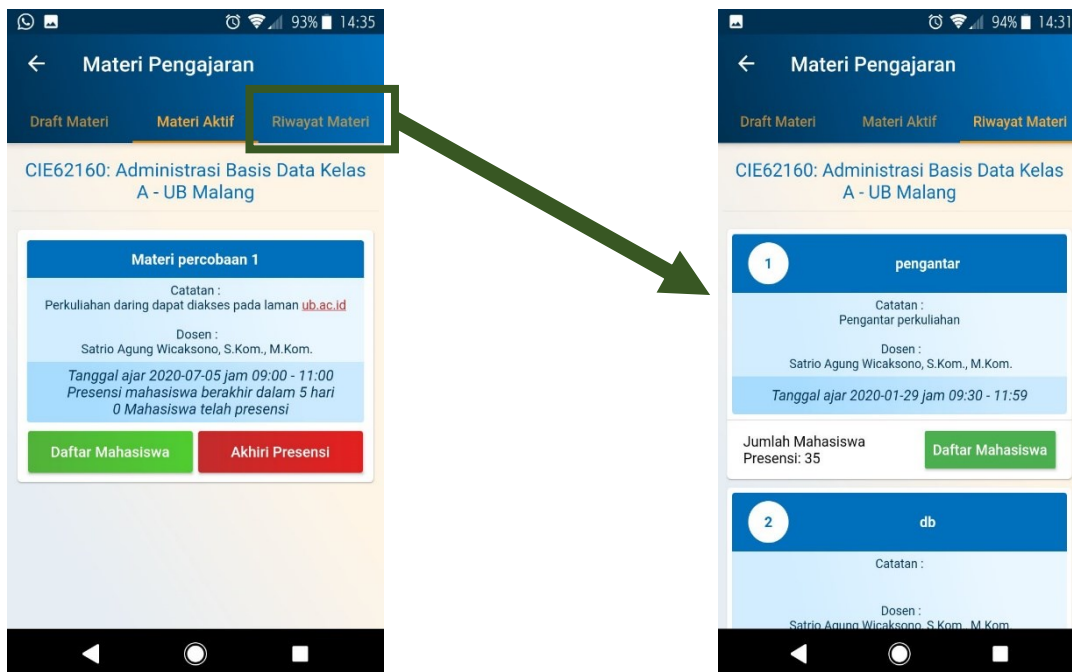 93% 14:35
Materi Pengajaran
Draft Materi Materi Aktif Riwayat Materi
CIE62160: Administrasi Basis Data Kelas
A - UB Malang
Materi percobaan 1
Catatan :
Perkuliahan daring dapat diakses pada laman ub.ac.id
Dosen :
Satrio Agung Wicaksono, S.Kom., M.Kom.
Tanggal ajar 2020-07-05 jam 09:00 - 11:00
Presensi mahasiswa berakhir dalam 5 hari
0 Mahasiswa telah presensi
Daftar Mahasiswa Akhiri Presensi
94% 14:31
Materi Pengajaran
Draft Materi Materi Aktif Riwayat Materi
CIE62160: Administrasi Basis Data Kelas
A - UB Malang
1 pengantar
Catatan :
Pengantar perkuliahan
Dosen :
Satrio Agung Wicaksono, S.Kom., M.Kom.
Tanggal ajar 2020-01-29 jam 09:30 - 11:59
Jumlah Mahasiswa
Presensi: 35
Daftar Mahasiswa
2 db
Catatan :
Dosen :
Satrio Agung Wicaksono, S.Kom., M.Kom.